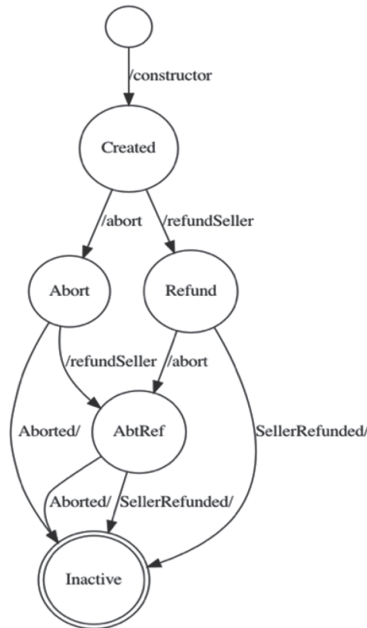 /constructor
Created
/abort
/refundSeller
Abort
Refund
/refundSeller
/abort
Aborted/
AbtRef
SellerRefunded/
Aborted/
SellerRefunded/
Inactive